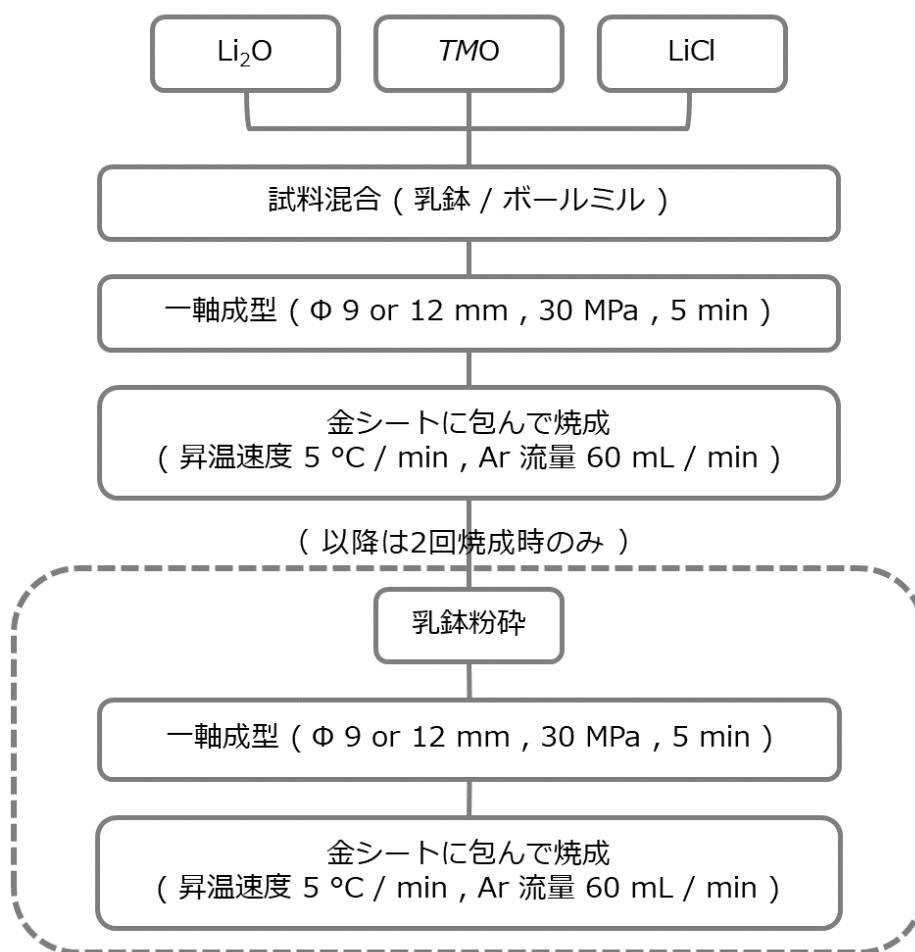 Li₂O
TMO
LiCl
試料混合 ( 乳鉢 / ボールミル )
一軸成型 ( Φ 9 or 12 mm , 30 MPa , 5 min )
金シートに包んで焼成
( 昇温速度 5 °C / min , Ar 流量 60 mL / min )
( 以降は2回焼成時のみ )
乳鉢粉砕
一軸成型 ( Φ 9 or 12 mm , 30 MPa , 5 min )
金シートに包んで焼成
( 昇温速度 5 °C / min , Ar 流量 60 mL / min )